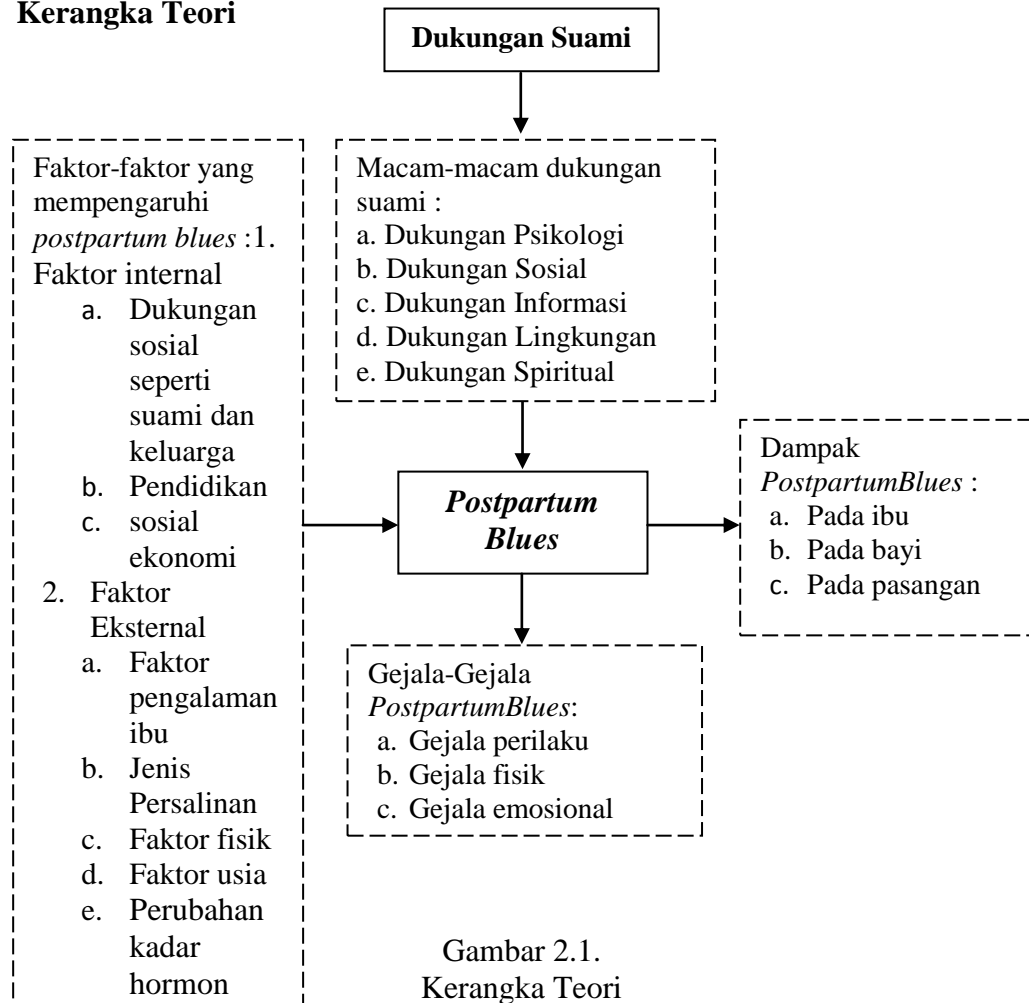 Kerangka Teori
Dukungan Suami
Faktor-faktor yang
mempengaruhi
postpartum blues :1.
Faktor internal
a. Dukungan
sosial
seperti
suami dan
keluarga
b. Pendidikan
c. sosial
ekonomi
2. Faktor
Eksternal
a. Faktor
pengalaman
ibu
b. Jenis
Persalinan
c. Faktor fisik
d. Faktor usia
e. Perubahan
kadar
hormon
Macam-macam dukungan
suami :
a. Dukungan Psikologi
b. Dukungan Sosial
c. Dukungan Informasi
d. Dukungan Lingkungan
e. Dukungan Spiritual
Postpartum
Blues
Dampak
PostpartumBlues :
a. Pada ibu
b. Pada bayi
c. Pada pasangan
Gejala-Gejala
PostpartumBlues:
a. Gejala perilaku
b. Gejala fisik
c. Gejala emosional
Gambar 2.1.
Kerangka Teori